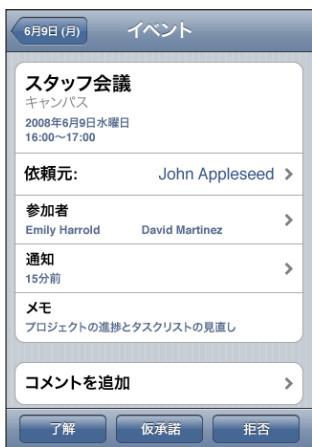 6月9日 (月)
イベント
スタッフ会議
キャンパス
2008年6月9日水曜日
16:00～17:00
依頼元: John Appleseed
参加者
Emily Harrold David Martinez
通知
15分前
メモ
プロジェクトの進捗とタスクリストの見直し
コメントを追加
了解 仮承諾 拒否